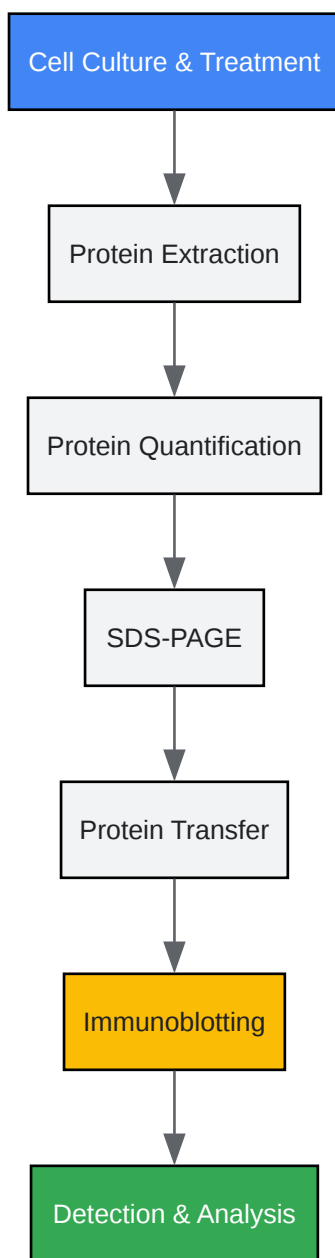 Cell Culture & Treatment
Protein Extraction
Protein Quantification
SDS-PAGE
Protein Transfer
Immunoblotting
Detection & Analysis